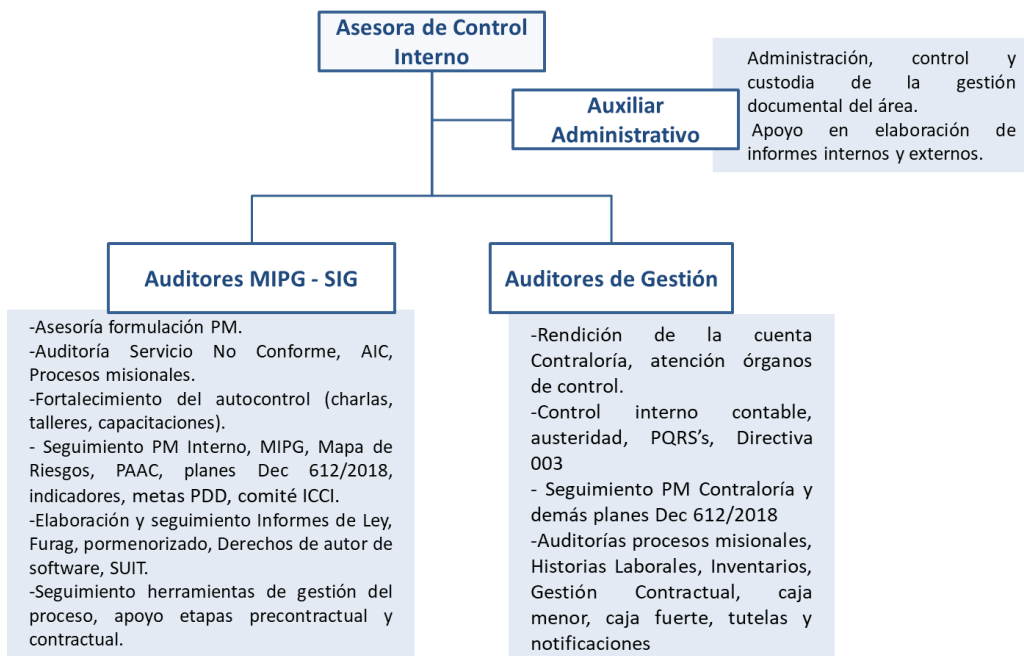 Asesora de Control
Interno
Administración, control y
custodia de la gestión
documental del área.
Apoyo en elaboración de
informes internos y externos.
Auxiliar
Administrativo
Auditores MIPG - SIG
-Asesoría formulación PM.
-Auditoría Servicio No Conforme, AIC,
Procesos misionales.
-Fortalecimiento del autocontrol (charlas,
talleres, capacitaciones).
- Seguimiento PM Interno, MIPG, Mapa de
Riesgos, PAAC, planes Dec 612/2018,
indicadores, metas PDD, comité ICCI.
-Elaboración y seguimiento Informes de Ley,
Furag, pormenorizado, Derechos de autor de
software, SUIT.
-Seguimiento herramientas de gestión del
proceso, apoyo etapas precontractual y
contractual.
Auditores de Gestión
-Rendición de la cuenta
Contraloría, atención órganos
de control.
-Control interno contable,
austeridad, PQRS’s, Directiva
003
- Seguimiento PM Contraloría y
demás planes Dec 612/2018
-Auditorías procesos misionales,
Historias Laborales, Inventarios,
Gestión Contractual, caja
menor, caja fuerte, tutelas y
notificaciones